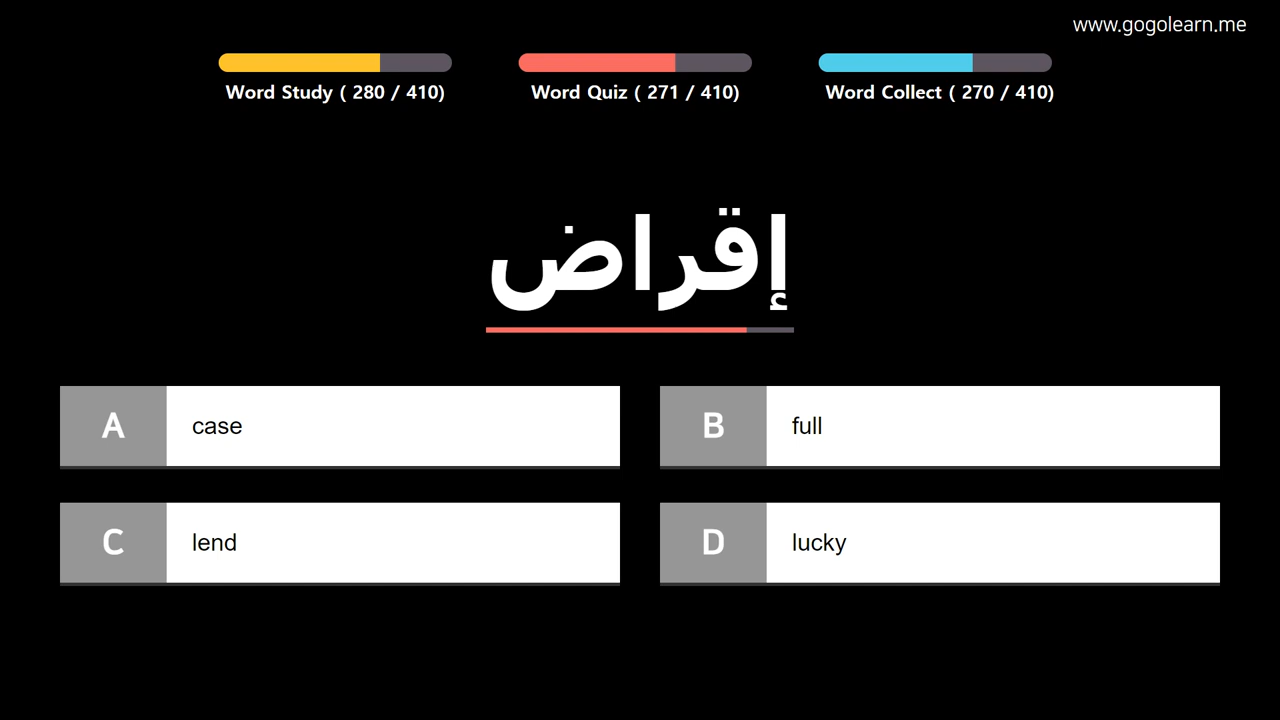 www.gogolearn.me
Word Study ( 280 / 410)
Word Quiz ( 271 / 410)
Word Collect ( 270 / 410)
إقراض
A case
B full
C lend
D lucky